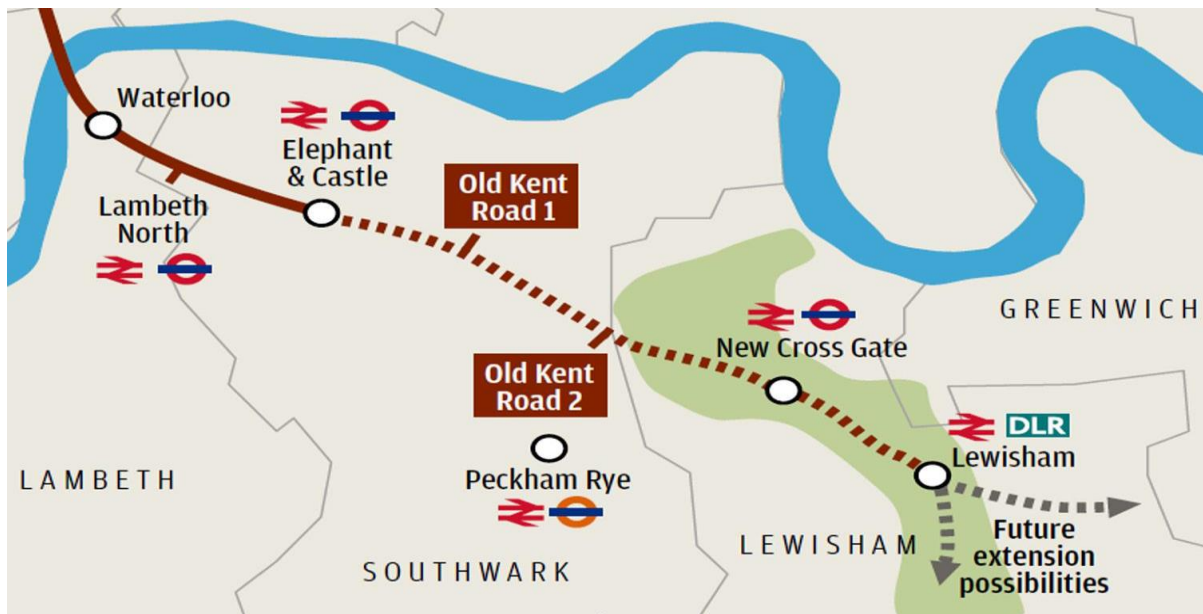 Waterloo
Elephant
& Castle
Lambeth
North
Old Kent
Road 1
GREENWICH
New Cross Gate
Old Kent
Road 2
DLR
Lewisham
Peckham Rye
LAMBETH
SOUTHWARK
LEWISHAM
Future
extension
possibilities